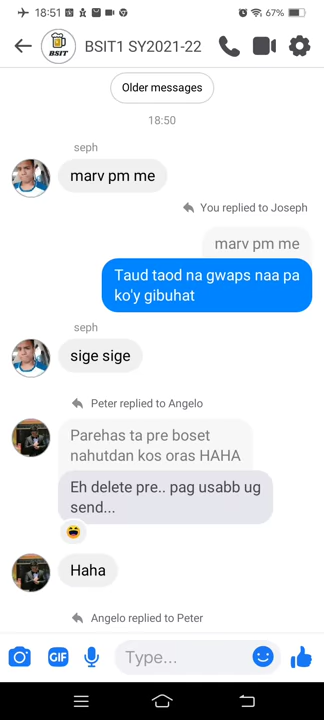 18:51
67%
BSIT
BSIT1 SY2021-22
Older messages
18:50
seph
marv pm me
You replied to Joseph
marv pm me
Taud taod na gwaps naa pa
ko'y gibuhat
seph
sige sige
Peter replied to Angelo
Parehas ta pre boset
nahutdan kos oras HAHA
Eh delete pre.. pag usabb ug
send...
Haha
Angelo replied to Peter
GIF
Type...